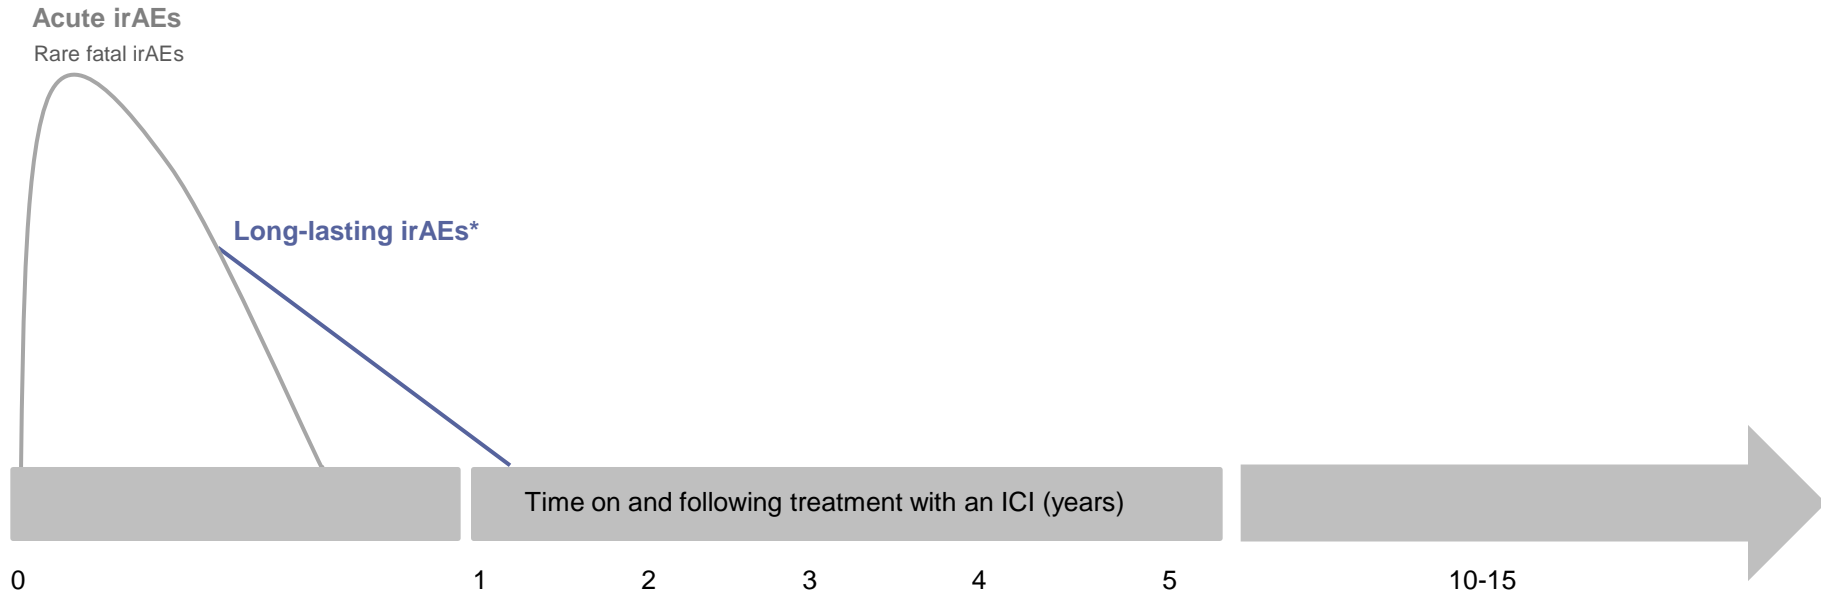 Acute irAEs
Rare fatal irAEs
Long-lasting irAEs*
Time on and following treatment with an ICI (years)
0 1 2 3 4 5 10-15